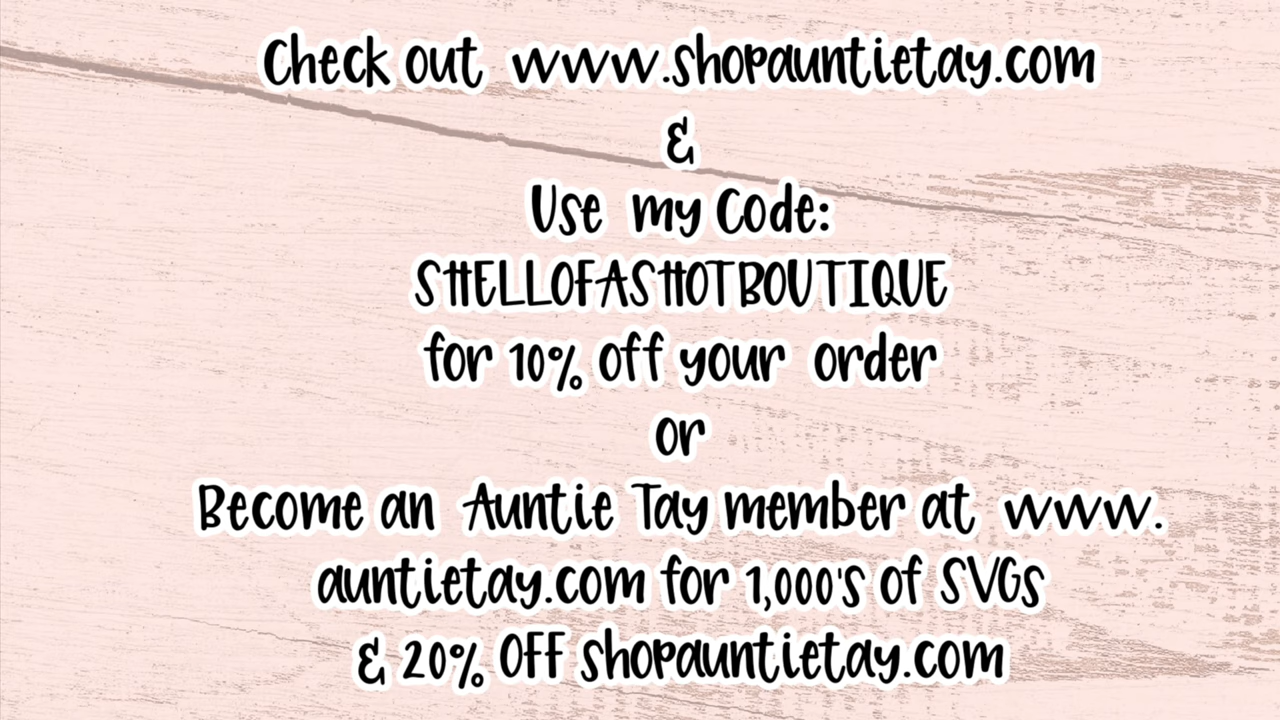 Check out www.shopauntietay.com
&
Use my Code:
SHELLOFASHOTBOUTIQUE
for 10% off your order
or
Become an Auntie Tay member at www.
auntietay.com for 1,000's of SVGs
& 20% OFF shopauntietay.com